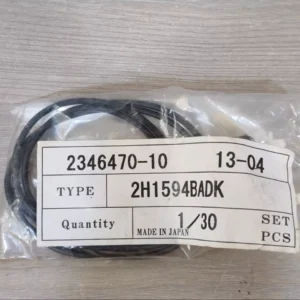 2346470-10 13-04
TYPE 2H1594BADK
Quantity 1/30 SET
MADE IN JAPAN PCS